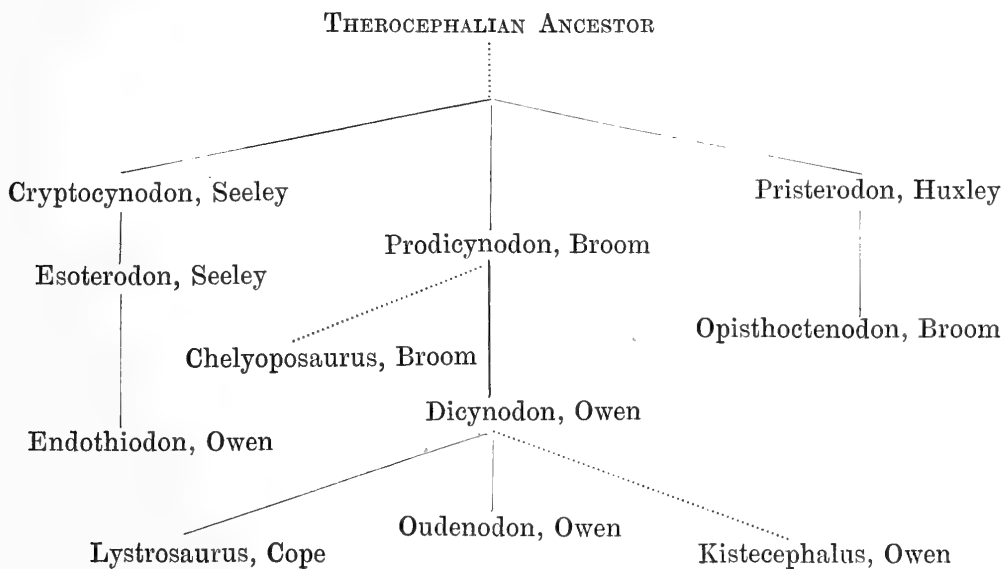 THEROCEPHALIAN ANCESTOR
Cryptocynodon, Seeley
Pristerodon, Huxley
Prodicynodon, Broom
Esoterodon, Seeley
Opisthoctenodon, Broom
Chelyoposaurus, Broom
Dicynodon, Owen
Endothiodon, Owen
Oudenodon, Owen
Lystrosaurus, Cope
Kistecephalus, Owen